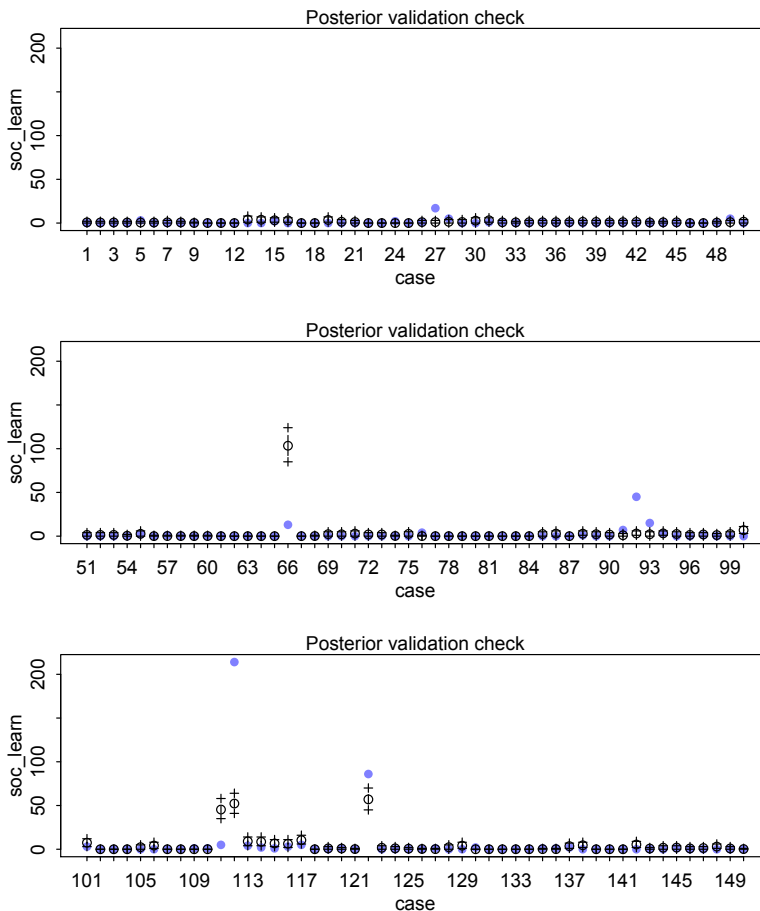 Posterior validation check
200
100
50
0
soc_learn
1 3 5 7 9 12 15 18 21 24 27 30 33 36 39 42 45 48
case
Posterior validation check
200
100
50
0
soc_learn
51 54 57 60 63 66 69 72 75 78 81 84 87 90 93 96 99
case
Posterior validation check
200
100
50
0
soc_learn
101 105 109 113 117 121 125 129 133 137 141 145 149
case